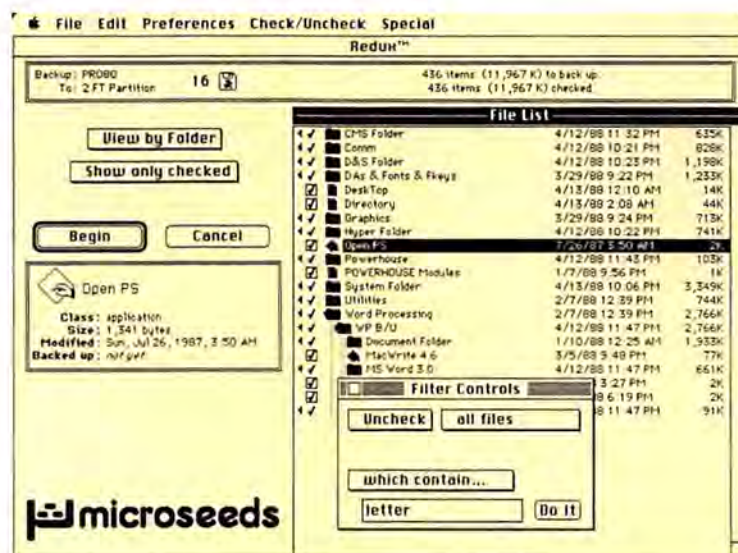 File Edit Preferences Check/Uncheck Special
Redux™
Backup: PROBO
To: 2 FT Partition
16
436 items (11,967 K) to back up
436 items (11,967 K) checked
View by Folder
Show only checked
Begin Cancel
Open PS
Class: application
Size: 1,341 bytes
Modified: Sun, Jul 26, 1987, 3:50 AM
Backed up: not yet
microseeds
File List
CMS Folder 4/12/88 11:32 PM 635K
Comm 4/12/88 10:21 PM 828K
D&S Folder 4/12/88 10:23 PM 1,198K
DAs & Fonts & Fkeys 3/29/88 9:22 PM 1,233K
DeskTop 4/13/88 12:10 AM 14K
Directory 4/13/88 2:08 AM 44K
Graphics 3/29/88 9:24 PM 713K
Hyper Folder 4/12/88 10:22 PM 741K
Open PS 7/26/87 3:50 AM 2K
Powerhouse 4/12/88 11:43 PM 103K
POWERHOUSE Modules 1/7/88 9:56 PM 1K
System Folder 4/13/88 10:06 PM 3,349K
Utilities 2/7/88 12:39 PM 744K
Word Processing 2/7/88 12:39 PM 2,766K
WP B/U 4/12/88 11:47 PM 2,766K
Document Folder 1/10/88 12:25 AM 1,933K
MacWrite 4.6 3/5/88 9:48 PM 77K
MS Word 3.0 4/12/88 11:47 PM 661K
3:27 PM 2K
6:19 PM 2K
11:47 PM 91K
Filter Controls
Uncheck all files
which contain...
letter Do It